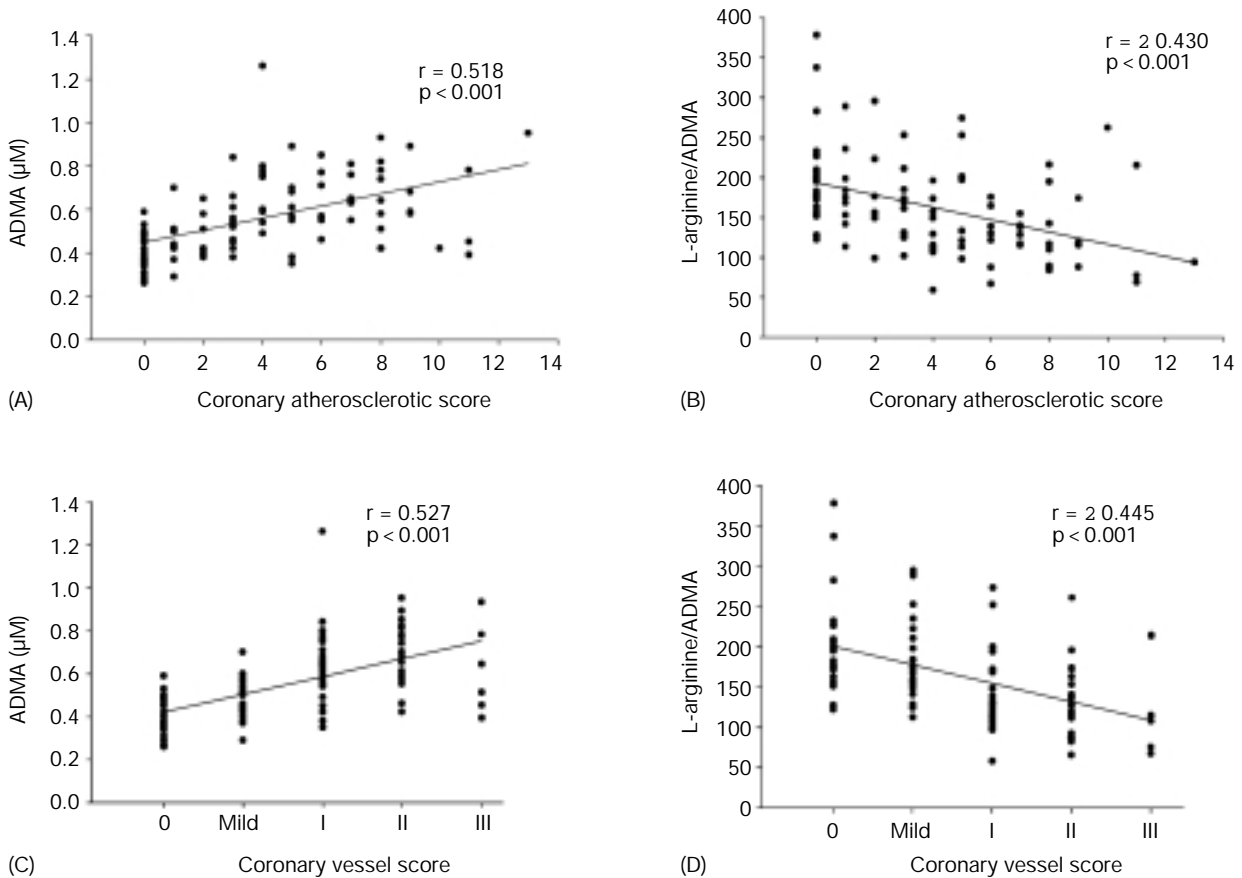 1.4
1.2
1.0
0.8
0.6
0.4
0.2
0.0
ADMA (µM)
r = 0.518
p < 0.001
0 2 4 6 8 10 12 14
(A) Coronary atherosclerotic score
400
350
300
250
200
150
100
50
0
L-arginine/ADMA
r = 2 0.430
p < 0.001
0 2 4 6 8 10 12 14
(B) Coronary atherosclerotic score
1.4
1.2
1.0
0.8
0.6
0.4
0.2
0.0
ADMA (µM)
r = 0.527
p < 0.001
0 Mild I II III
(C) Coronary vessel score
400
350
300
250
200
150
100
50
0
L-arginine/ADMA
r = 2 0.445
p < 0.001
0 Mild I II III
(D) Coronary vessel score